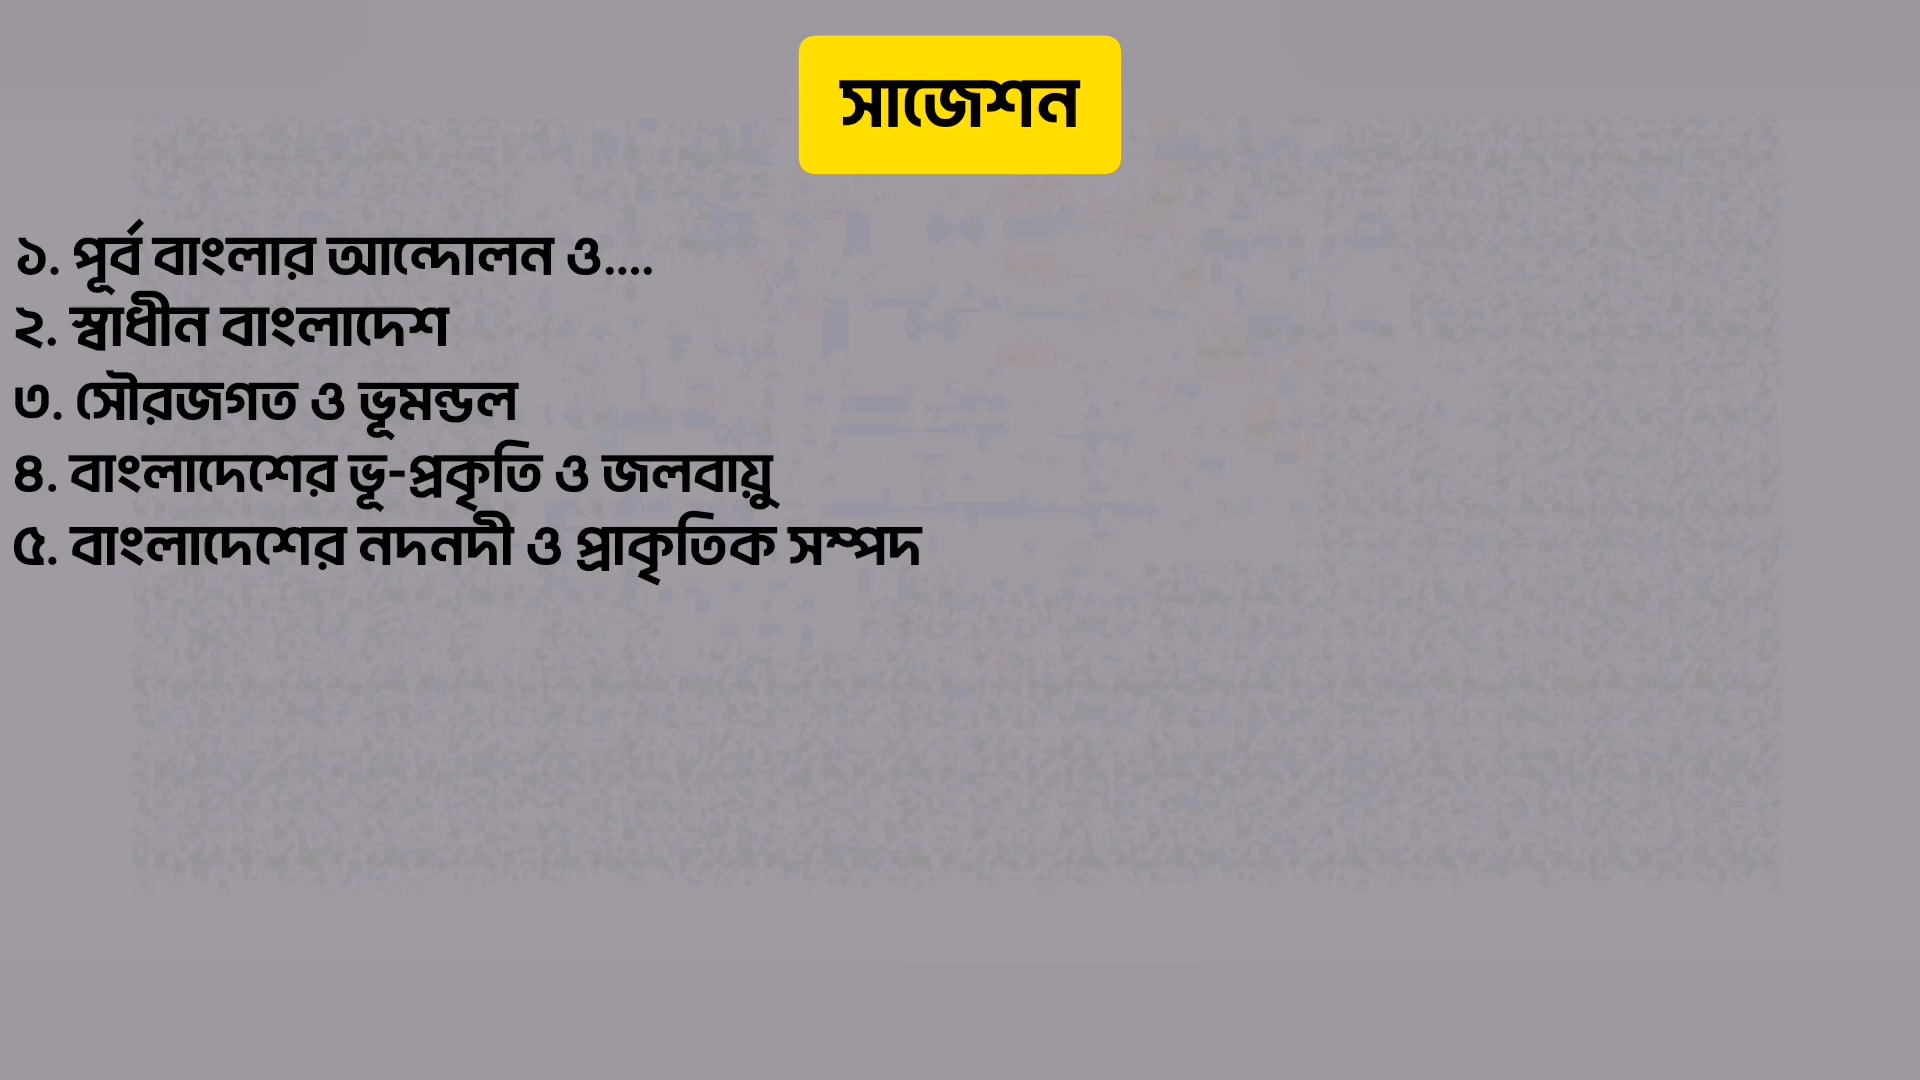 সাজেশন
১. পূর্ব বাংলার আন্দোলন ও....
২. স্বাধীন বাংলাদেশ
৩. সৌরজগত ও ভূমন্ডল
৪. বাংলাদেশের ভূ-প্রকৃতি ও জলবায়ু
৫. বাংলাদেশের নদনদী ও প্রাকৃতিক সম্পদ